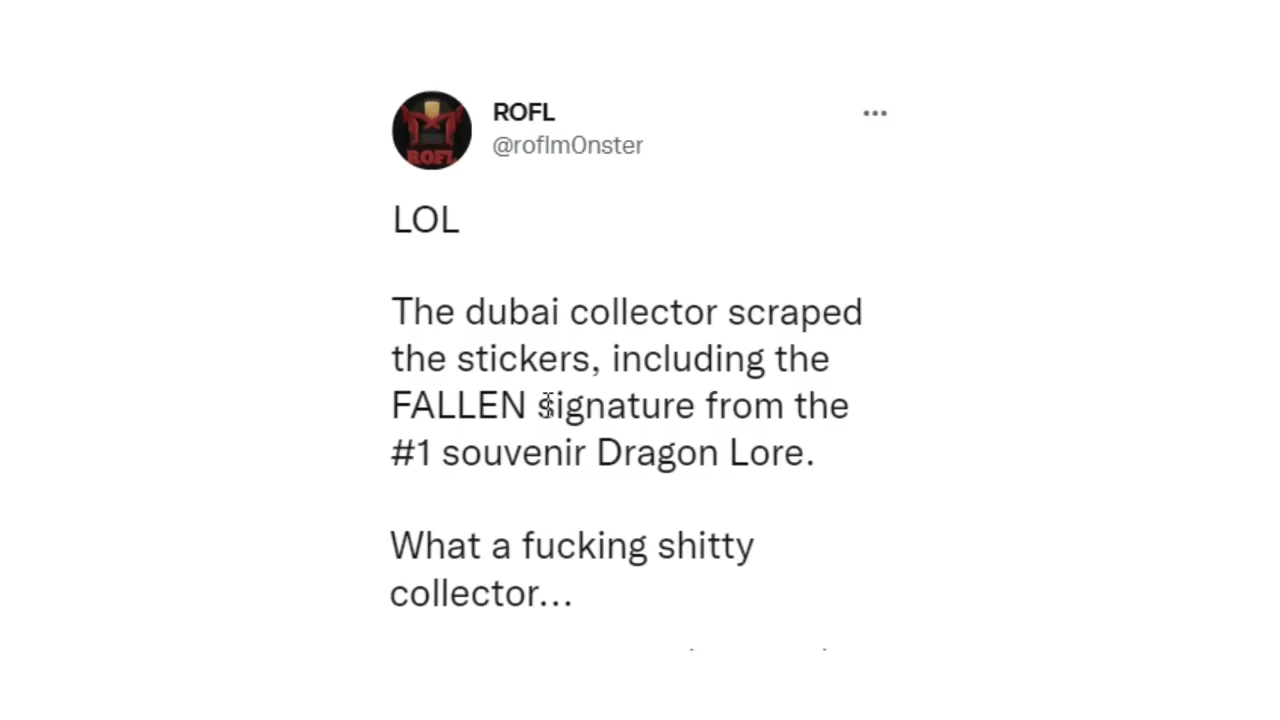 ROFL
ROFL
@roflm0nster
LOL
The dubai collector scraped
the stickers, including the
FALLEN signature from the
#1 souvenir Dragon Lore.
What a fucking shitty
collector...